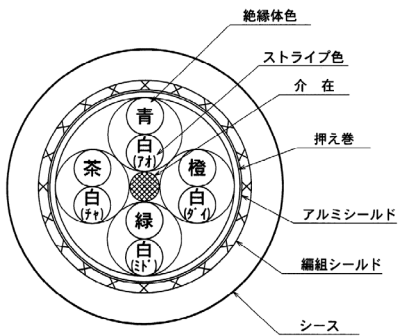 絶縁体色
ストライプ色
介 在
押え巻
アルミシールド
編組シールド
シース
青
白
(ｱｵ)
茶
白
(ﾁｬ)
橙
白
(ﾀﾞｲ)
緑
白
(ﾐﾄﾞ)